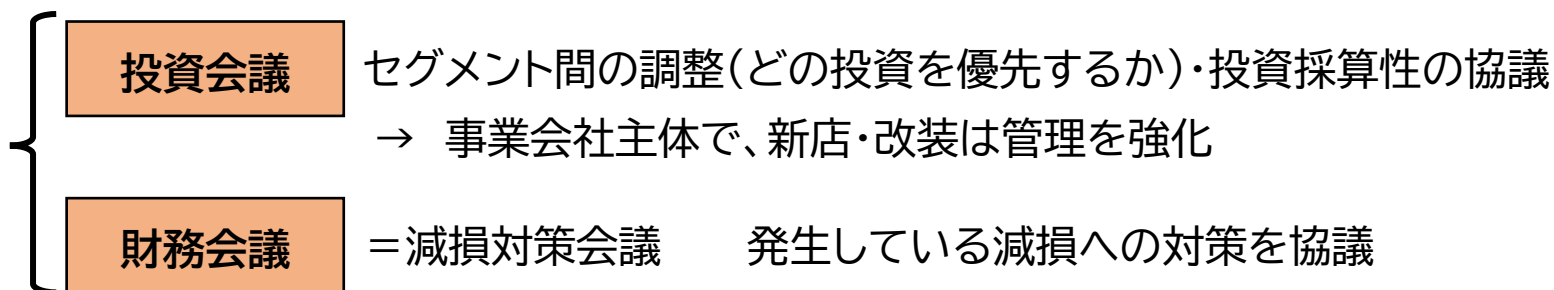 投資会議 セグメント間の調整(どの投資を優先するか)・投資採算性の協議
→ 事業会社主体で、新店・改装は管理を強化
財務会議 =減損対策会議 発生している減損への対策を協議